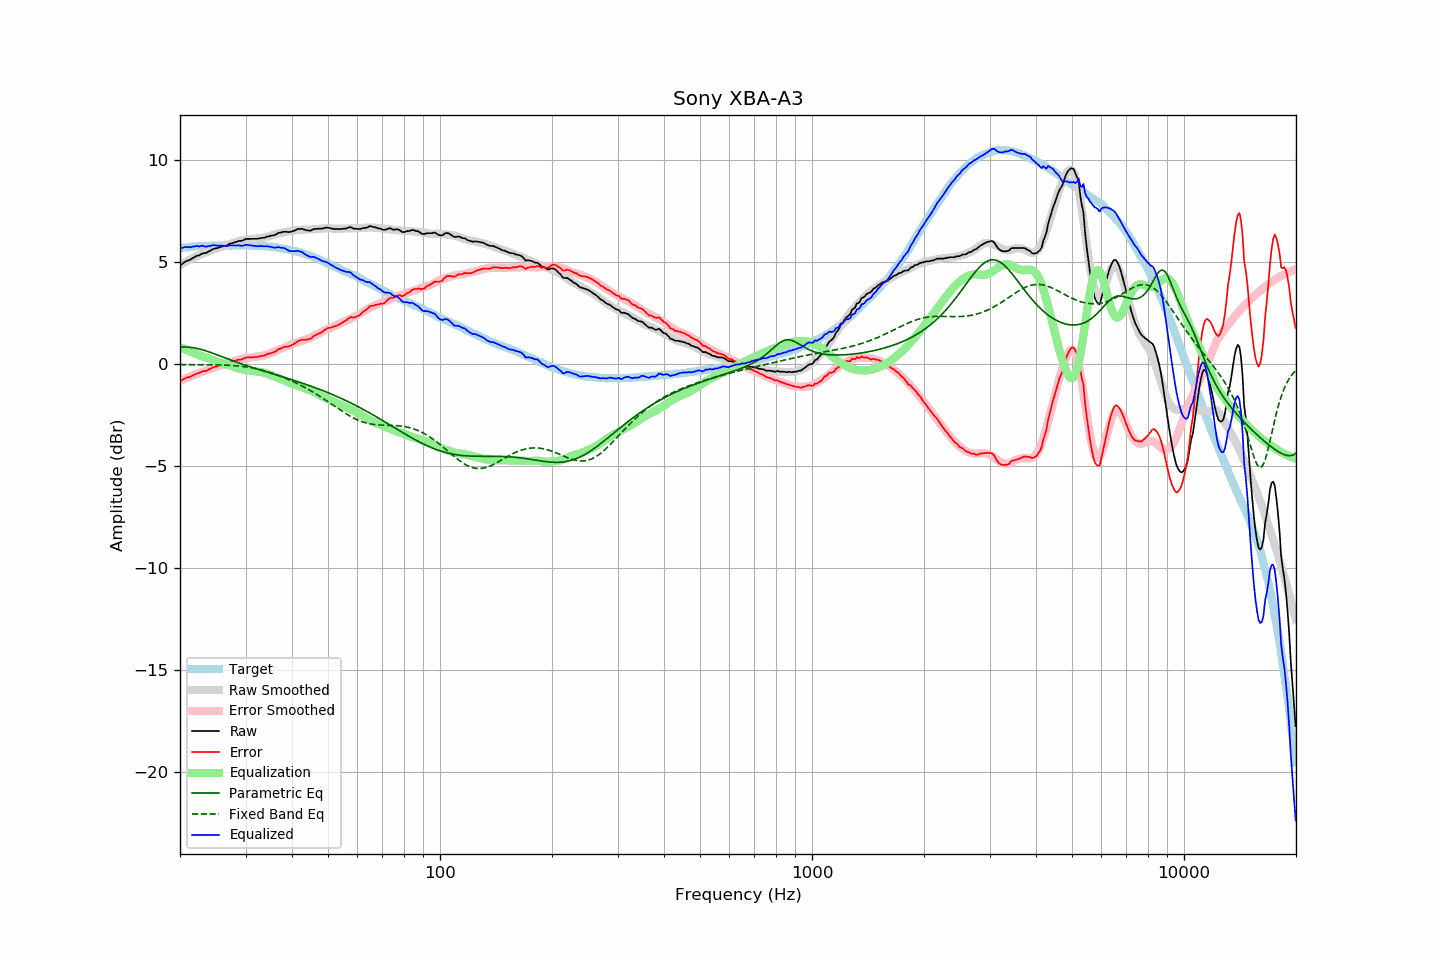 Sony XBA-A3
10
5
0
−5
−10
−15
−20
Amplitude (dBr)
100
1000
10000
Frequency (Hz)
Target
Raw Smoothed
Error Smoothed
Raw
Error
Equalization
Parametric Eq
Fixed Band Eq
Equalized